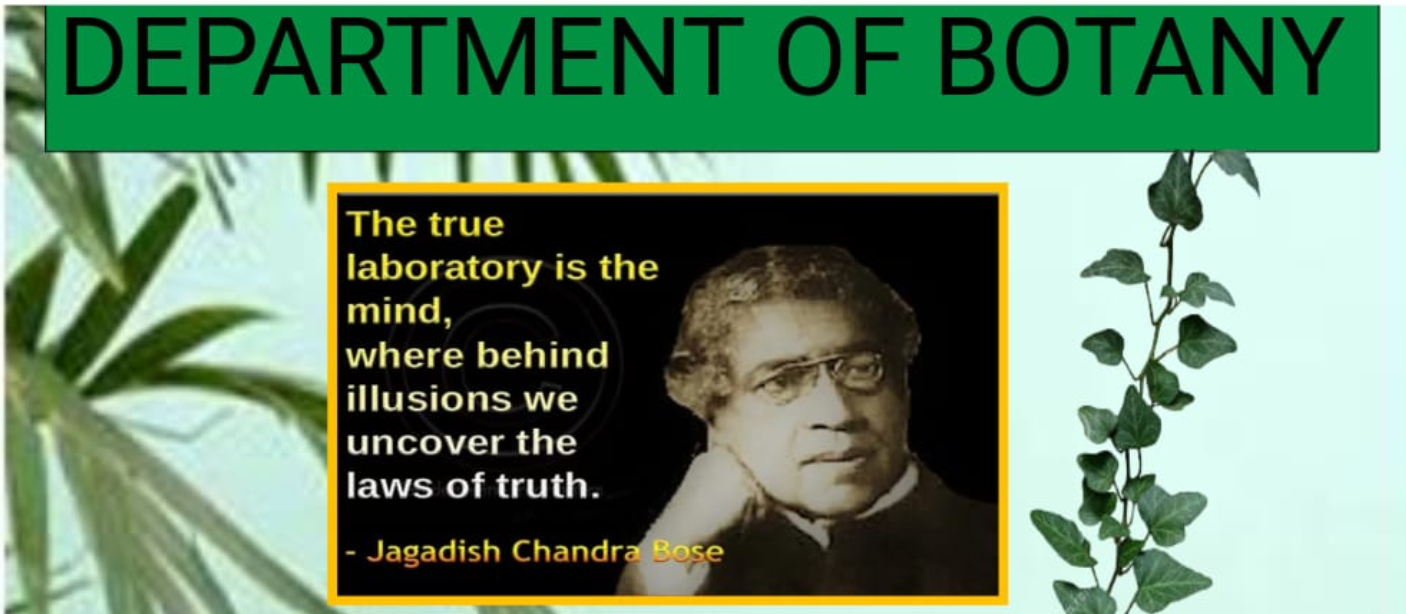 DEPARTMENT OF BOTANY
The true
laboratory is the
mind,
where behind
illusions we
uncover the
laws of truth.
- Jagadish Chandra Bose